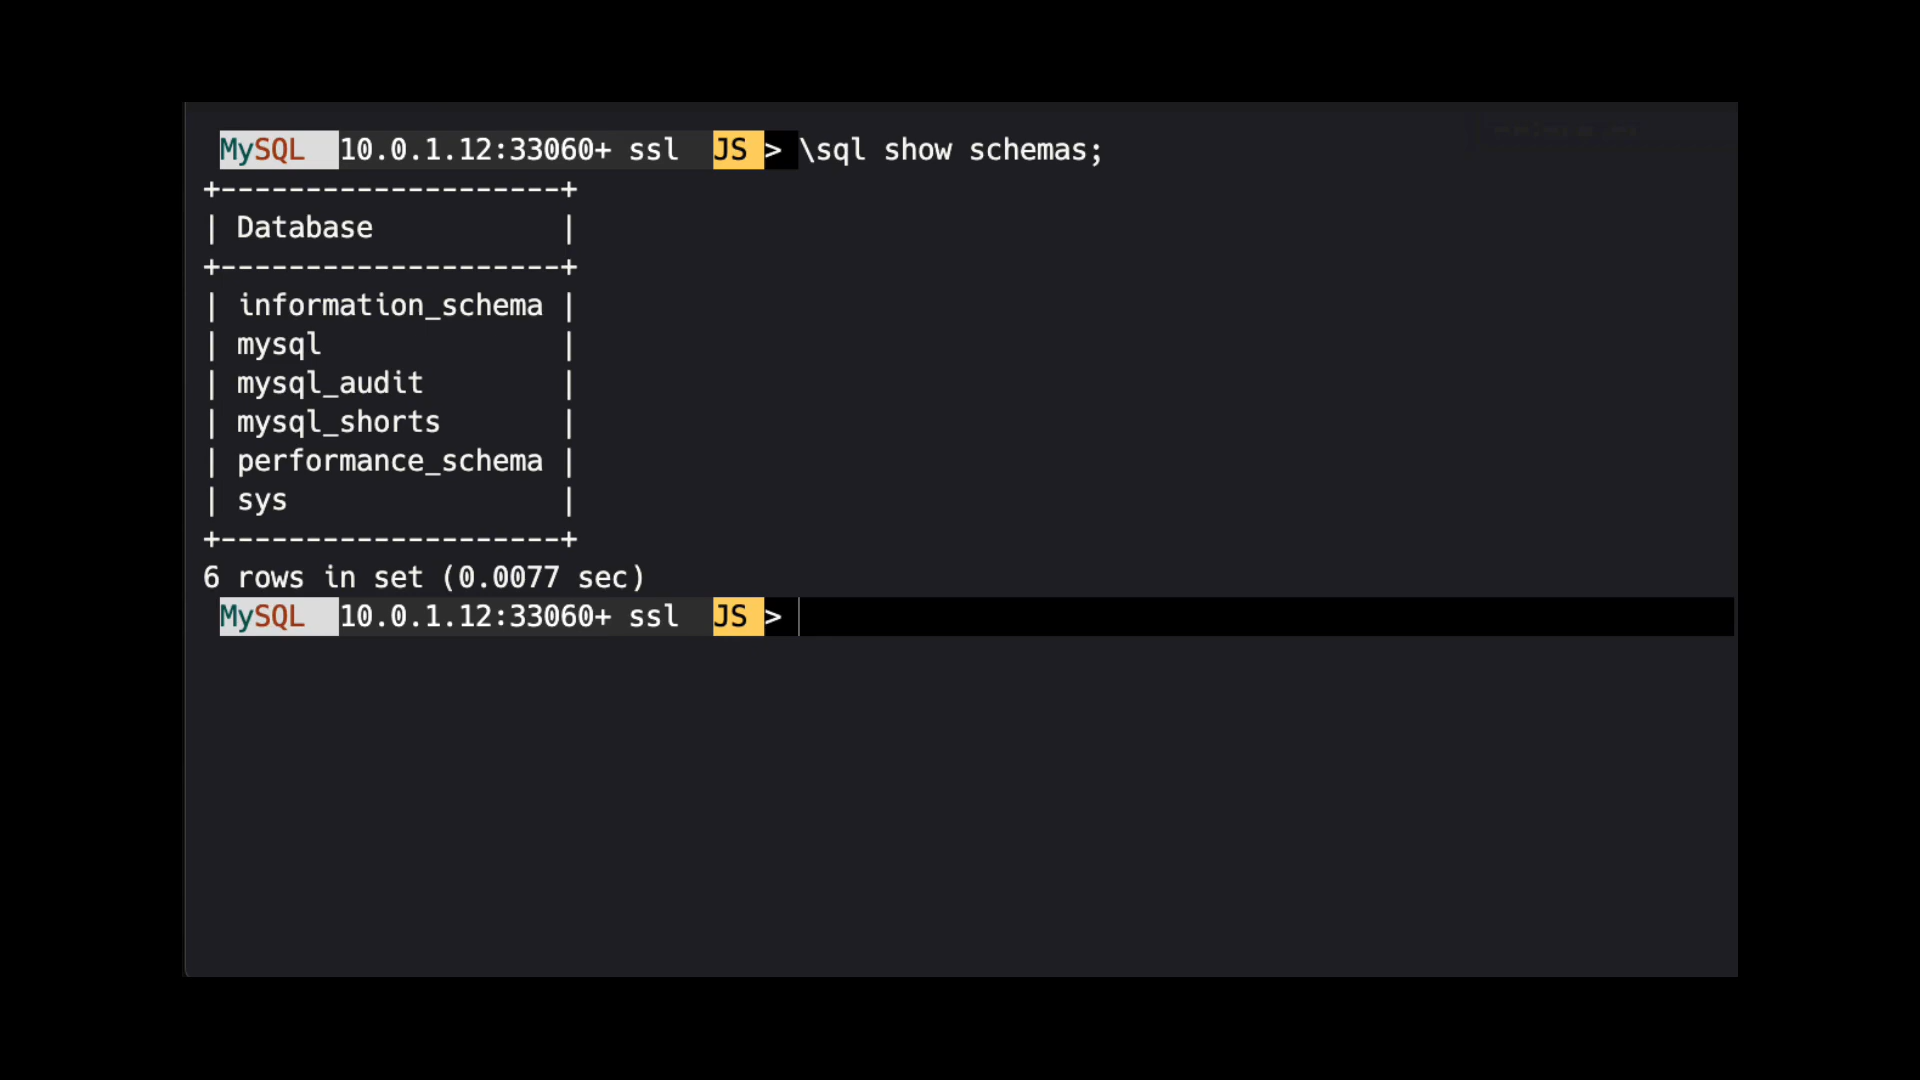 MySQL 10.0.1.12:33060+ ssl JS > \sql show schemas;
+--------------------+
| Database           |
+--------------------+
| information_schema |
| mysql              |
| mysql_audit        |
| mysql_shorts       |
| performance_schema |
| sys                |
+--------------------+
6 rows in set (0.0077 sec)
MySQL 10.0.1.12:33060+ ssl JS >